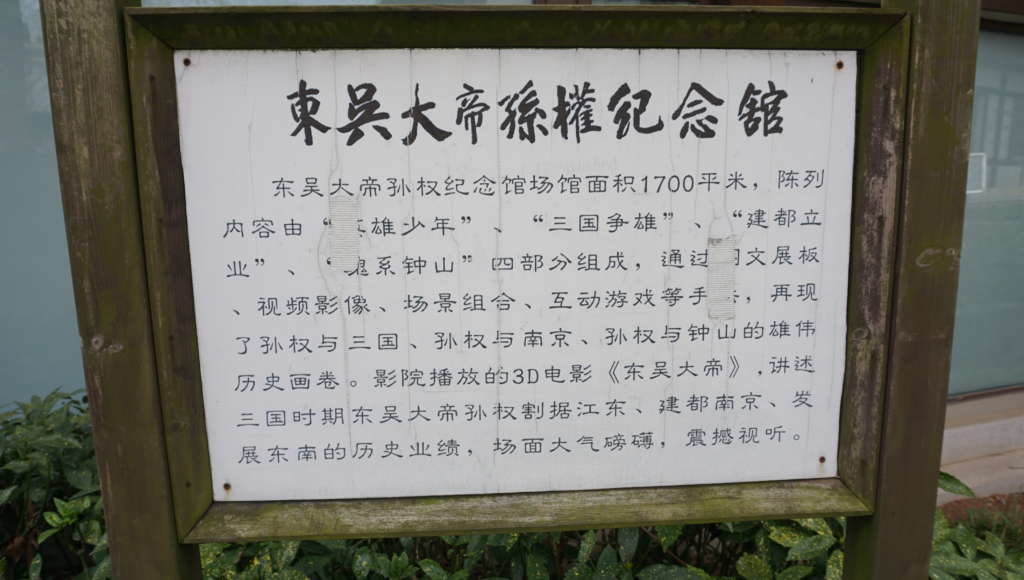 東吳大帝孫權纪念館
东吴大帝孙权纪念馆场馆面积1700平米，陈列
内容由“英雄少年”、“三国争雄”、“建都立
业”、“魂系钟山”四部分组成，通过图文展板
、视频影像、场景组合、互动游戏等手，再现
了孙权与三国、孙权与南京、孙权与钟山的雄伟
历史画卷。影院播放的3D电影《东吴大帝》,讲述
三国时期东吴大帝孙权割据江东、建都南京、发
展东南的历史业绩，场面大气磅礴，震撼视听。